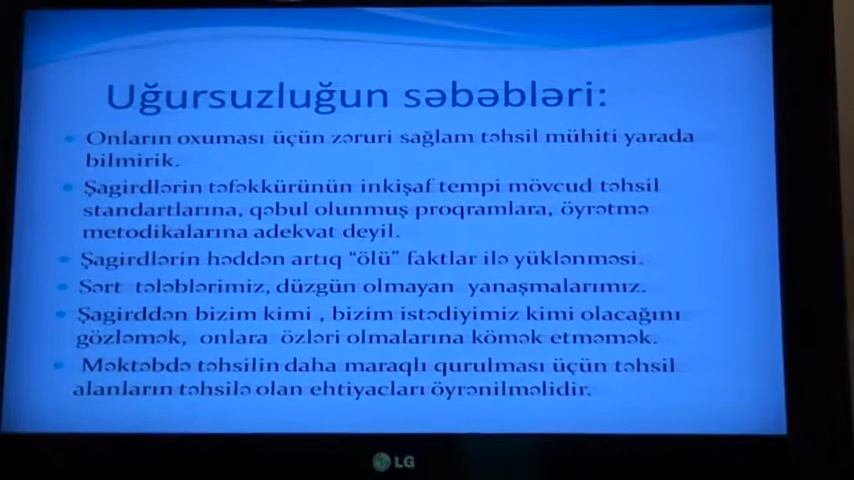 Uğursuzluğun səbəbləri:
• Onların oxuması üçün zəruri sağlam təhsil mühiti yarada
bilmirik.
• Şagirdlərin təfəkkürünün inkişaf tempi mövcud təhsil
standartlarına, qəbul olunmuş proqramlara, öyrətmə
metodikalarına adekvat deyil.
• Şagirdlərin həddən artıq “ölü” faktlar ilə yüklənməsi.
• Sərt tələblərimiz, düzgün olmayan yanaşmalarımız.
• Şagirddən bizim kimi , bizim istədiyimiz kimi olacağını
gözləmək, onlara özləri olmalarına kömək etməmək.
• Məktəbdə təhsilin daha maraqlı qurulması üçün təhsil
alanların təhsilə olan ehtiyacları öyrənilməlidir.
LG